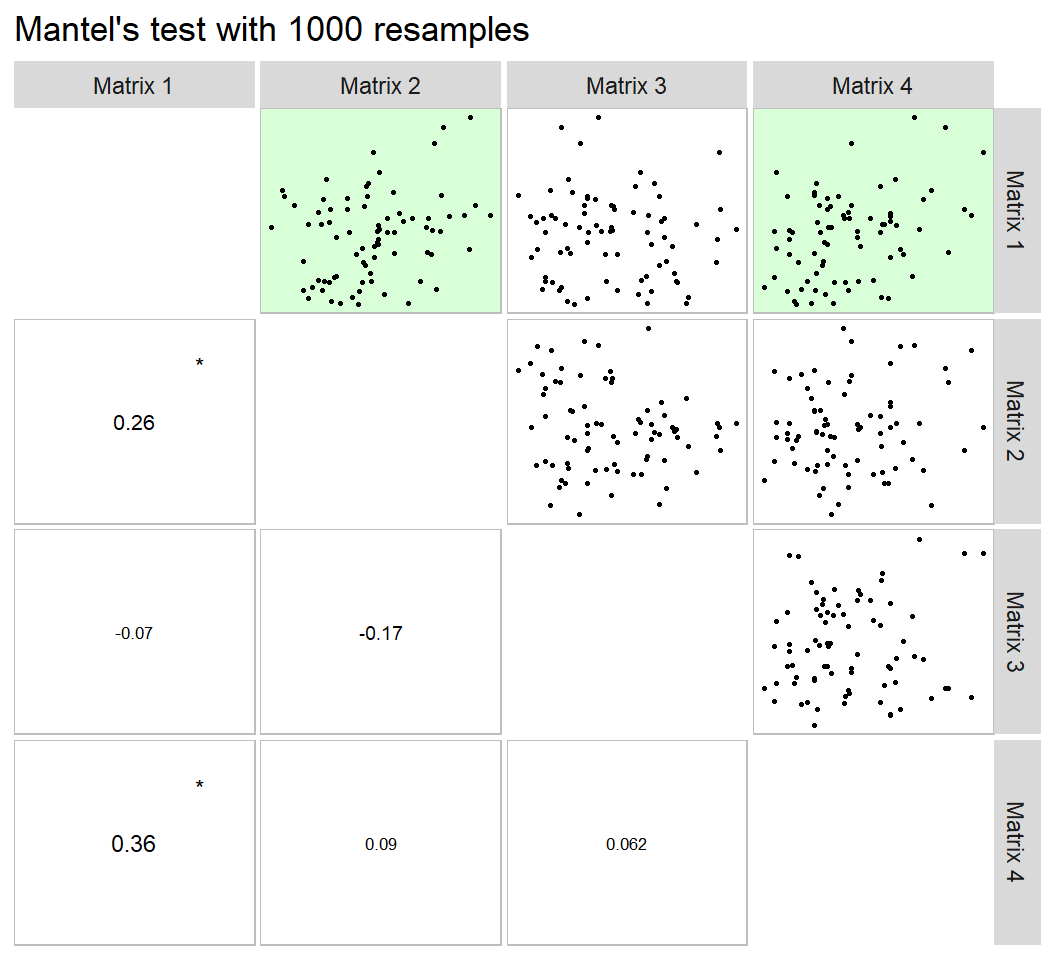 Mantel's test with 1000 resamples
Matrix 1 Matrix 2 Matrix 3 Matrix 4
Matrix 1
*
0.26
Matrix 2
-0.07 -0.17
Matrix 3
*
0.36 0.09 0.062
Matrix 4